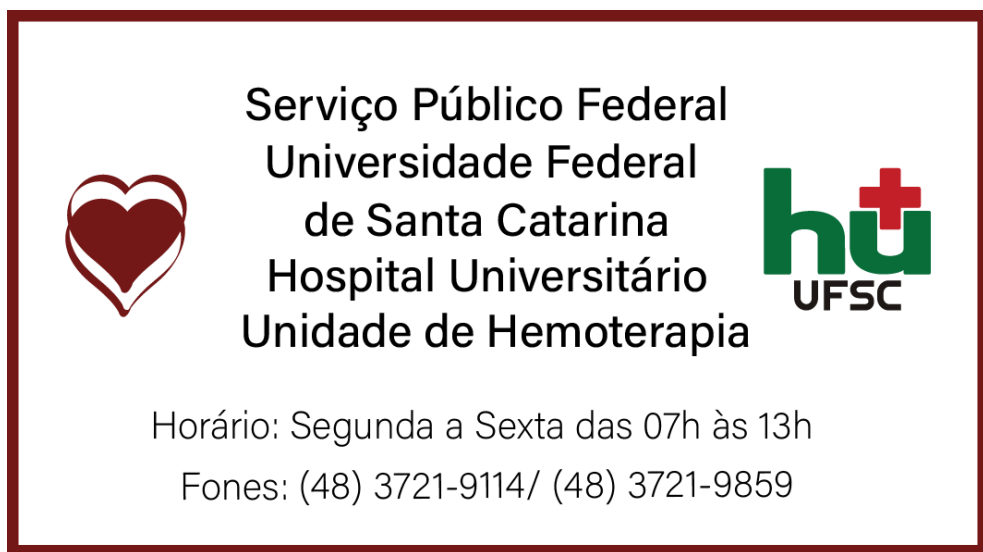 Serviço Público Federal
Universidade Federal
de Santa Catarina
Hospital Universitário
Unidade de Hemoterapia
hu
UFSC
Horário: Segunda a Sexta das 07h às 13h
Fones: (48) 3721-9114/ (48) 3721-9859